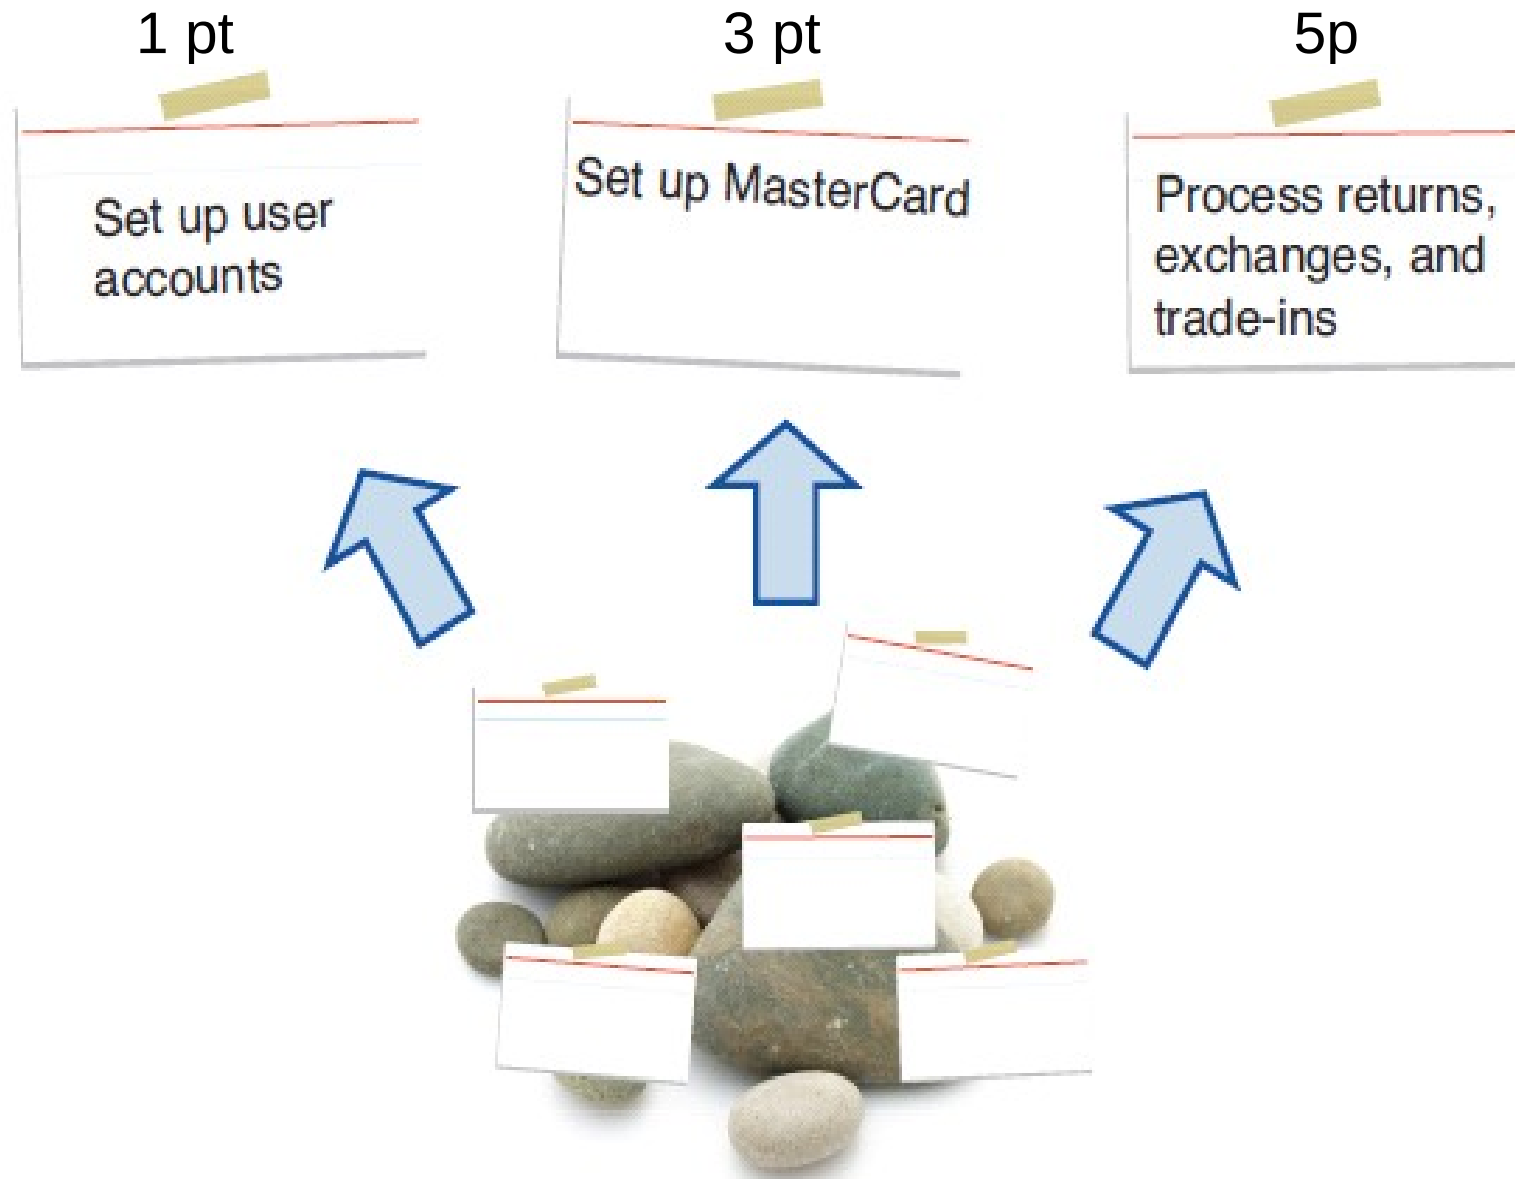 1 pt
3 pt
5p
Set up user
accounts
Set up MasterCard
Process returns,
exchanges, and
trade-ins